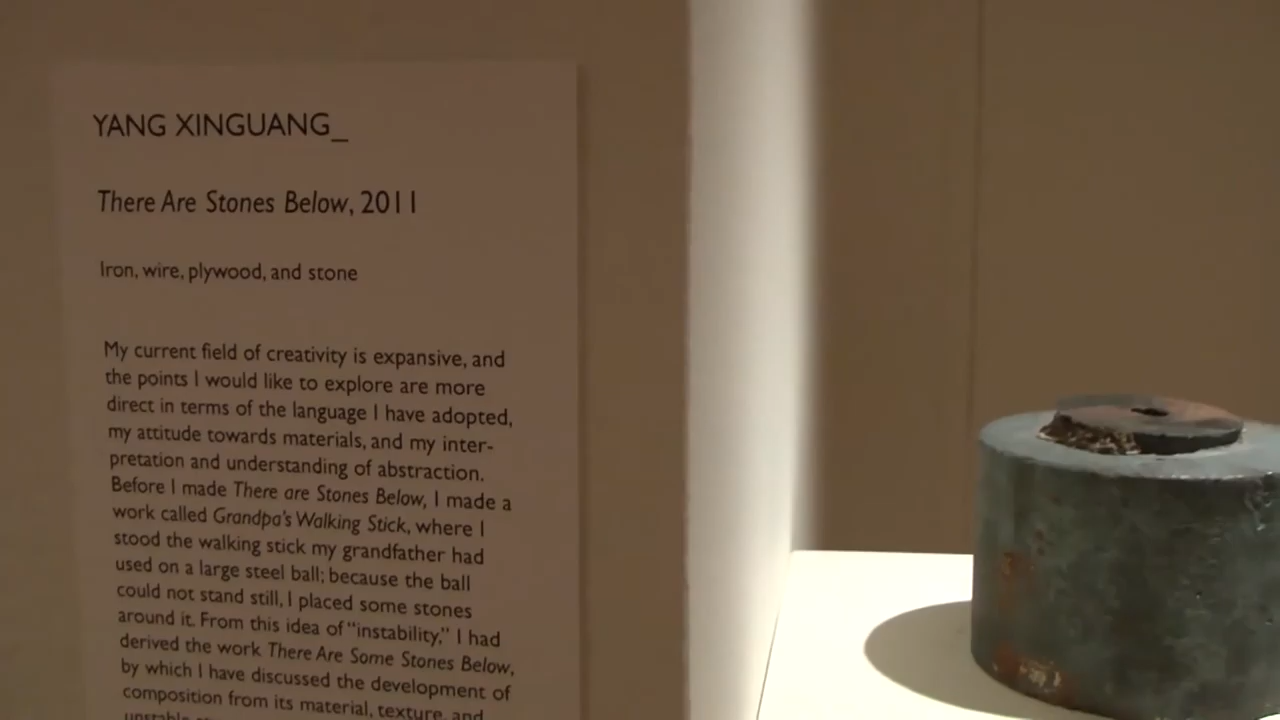 YANG XINGUANG_
There Are Stones Below, 2011
Iron, wire, plywood, and stone
My current field of creativity is expansive, and
the points I would like to explore are more
direct in terms of the language I have adopted,
my attitude towards materials, and my inter-
pretation and understanding of abstraction.
Before I made There are Stones Below, I made a
work called Grandpa's Walking Stick, where I
stood the walking stick my grandfather had
used on a large steel ball; because the ball
could not stand still, I placed some stones
around it. From this idea of "instability," I had
derived the work There Are Some Stones Below,
by which I have discussed the development of
composition from its material, texture, and